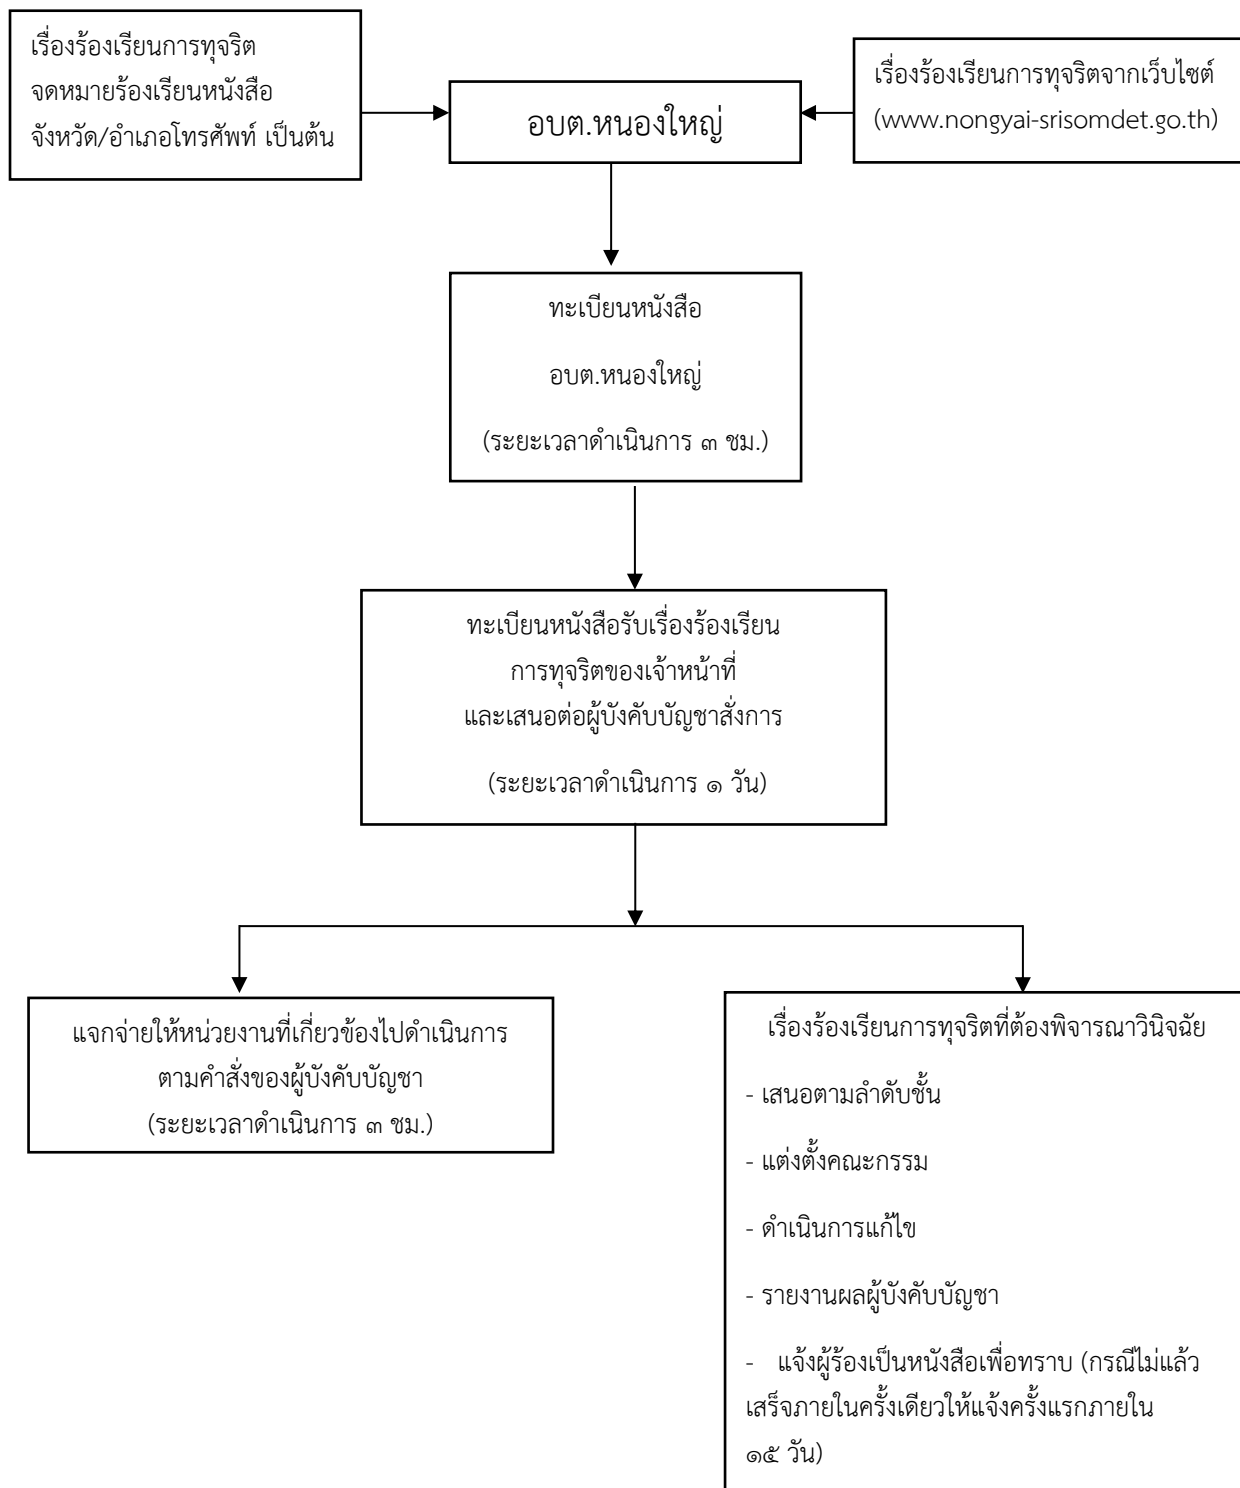 เรื่องร้องเรียนการทุจริต
จดหมายร้องเรียนหนังสือ
จังหวัด/อำเภอโทรศัพท์ เป็นต้น
อบต.หนองใหญ่
เรื่องร้องเรียนการทุจริตจากเว็บไซต์
(www.nongyai-srisomdet.go.th)
ทะเบียนหนังสือ
อบต.หนองใหญ่
(ระยะเวลาดำเนินการ ๓ ชม.)
ทะเบียนหนังสือรับเรื่องร้องเรียน
การทุจริตของเจ้าหน้าที่
และเสนอต่อผู้บังคับบัญชาสั่งการ
(ระยะเวลาดำเนินการ ๑ วัน)
แจกจ่ายให้หน่วยงานที่เกี่ยวข้องไปดำเนินการ
ตามคำสั่งของผู้บังคับบัญชา
(ระยะเวลาดำเนินการ ๓ ชม.)
เรื่องร้องเรียนการทุจริตที่ต้องพิจารณาวินิจฉัย
- เสนอตามลำดับชั้น
- แต่งตั้งคณะกรรม
- ดำเนินการแก้ไข
- รายงานผลผู้บังคับบัญชา
- แจ้งผู้ร้องเป็นหนังสือเพื่อทราบ (กรณีไม่แล้ว
เสร็จภายในครั้งเดียวให้แจ้งครั้งแรกภายใน
๑๕ วัน)